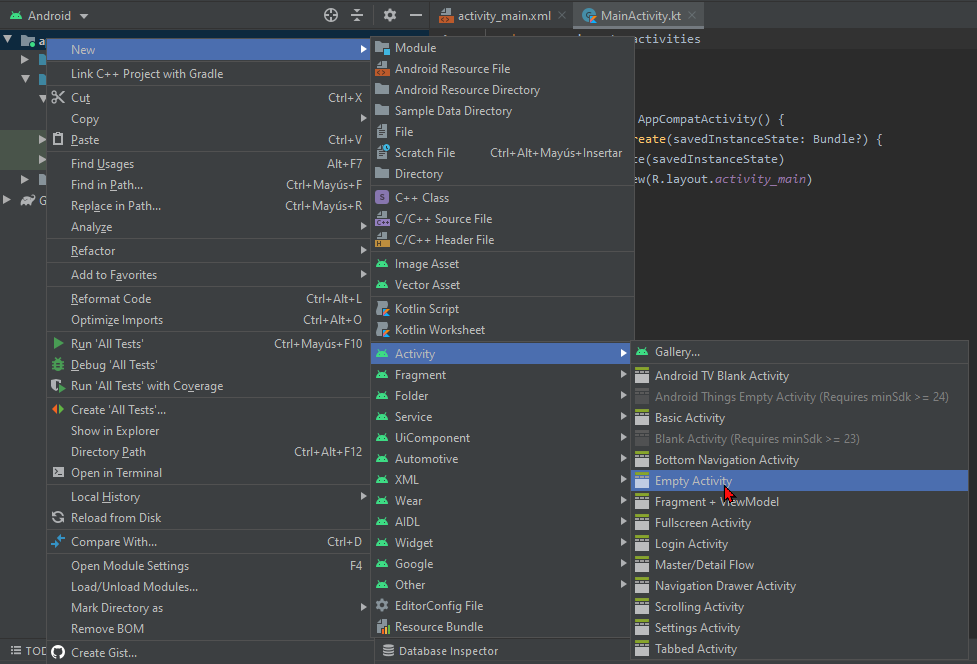 Android
activity_main.xml
MainActivity.kt
activities
AppCompatActivity() {
reate(savedInstanceState: Bundle?) {
e(savedInstanceState)
w(R.layout.activity_main)
a
G
TOD
New
Link C++ Project with Gradle
Cut Ctrl+X
Copy
Paste Ctrl+V
Find Usages Alt+F7
Find in Path... Ctrl+Mayús+F
Replace in Path... Ctrl+Mayús+R
Analyze
Refactor
Add to Favorites
Reformat Code Ctrl+Alt+L
Optimize Imports Ctrl+Alt+O
Run 'All Tests' Ctrl+Mayús+F10
Debug 'All Tests'
Run 'All Tests' with Coverage
Create 'All Tests'...
Show in Explorer
Directory Path Ctrl+Alt+F12
Open in Terminal
Local History
Reload from Disk
Compare With... Ctrl+D
Open Module Settings F4
Load/Unload Modules...
Mark Directory as
Remove BOM
Create Gist...
Module
Android Resource File
Android Resource Directory
Sample Data Directory
File
Scratch File Ctrl+Alt+Mayús+Insertar
Directory
C++ Class
C/C++ Source File
C/C++ Header File
Image Asset
Vector Asset
Kotlin Script
Kotlin Worksheet
Activity
Fragment
Folder
Service
UiComponent
Automotive
XML
Wear
AIDL
Widget
Google
Other
EditorConfig File
Resource Bundle
Database Inspector
Gallery...
Android TV Blank Activity
Android Things Empty Activity (Requires minSdk >= 24)
Basic Activity
Blank Activity (Requires minSdk >= 23)
Bottom Navigation Activity
Empty Activity
Fragment + ViewModel
Fullscreen Activity
Login Activity
Master/Detail Flow
Navigation Drawer Activity
Scrolling Activity
Settings Activity
Tabbed Activity